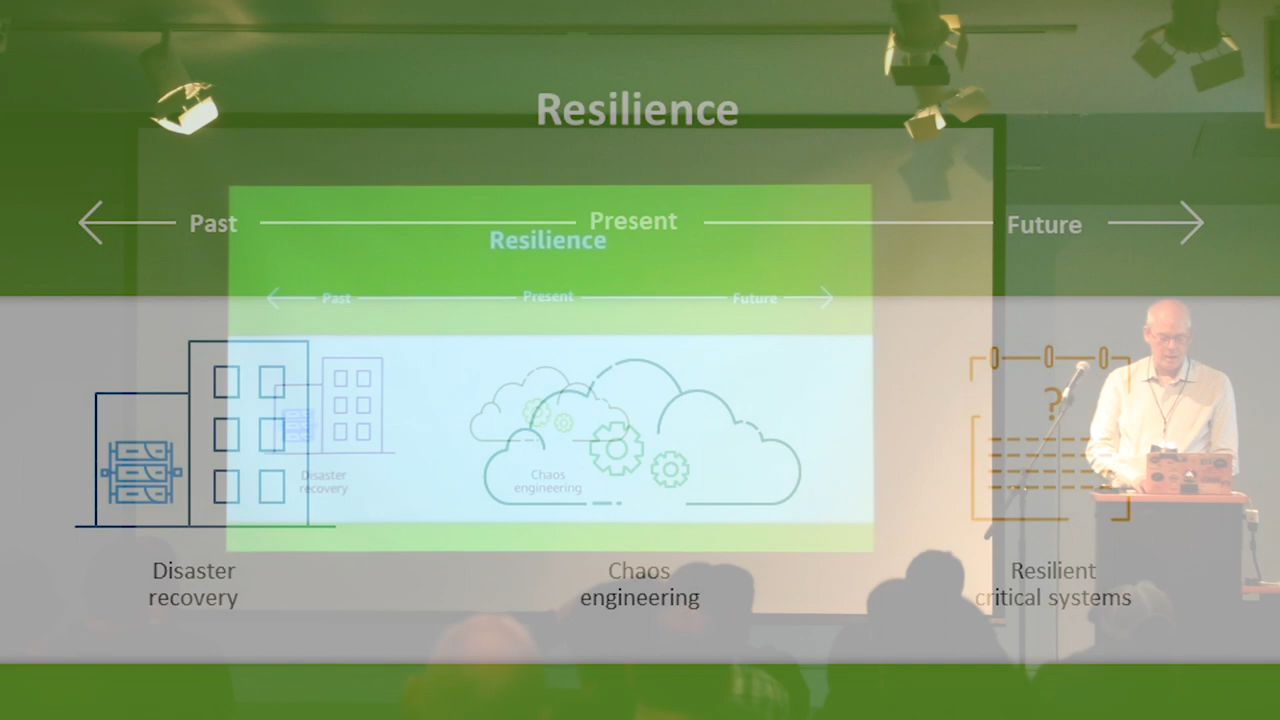 Resilience
Past Present Future
Resilience
Past Present Future
?
Disaster
recovery
Chaos
engineering
Disaster
recovery
Chaos
engineering
Resilient
critical systems